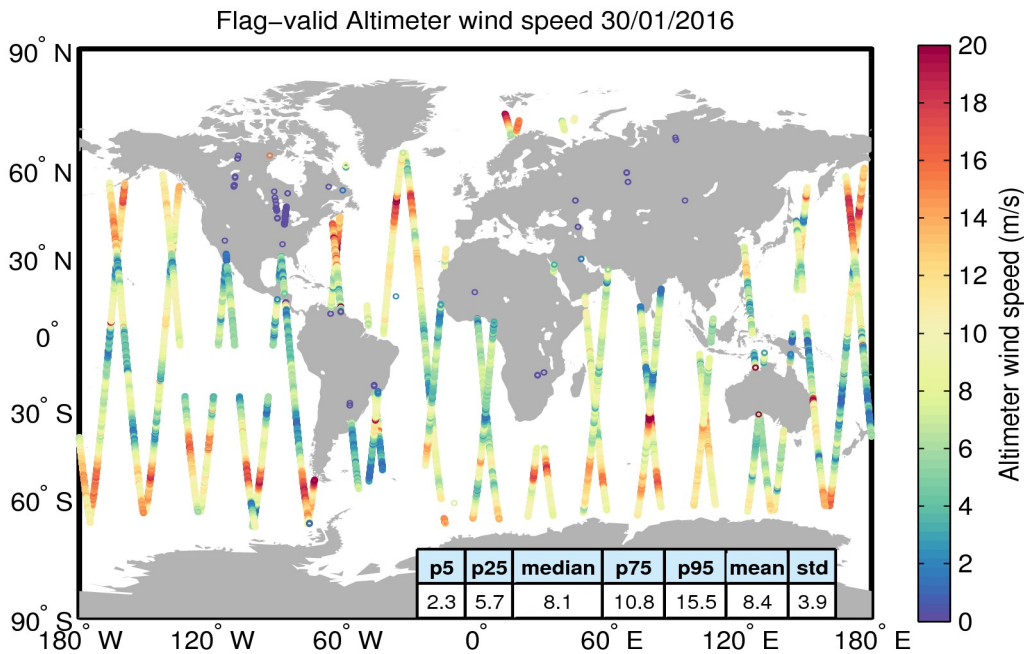 Flag−valid Altimeter wind speed 30/01/2016
90° N
60° N
30° N
0°
30° S
60° S
90° S
180° W 120° W 60° W 0° 60° E 120° E 180° E
p5 p25 median p75 p95 mean std
2.3 5.7 8.1 10.8 15.5 8.4 3.9
20
18
16
14
12
10
8
6
4
2
0
Altimeter wind speed (m/s)